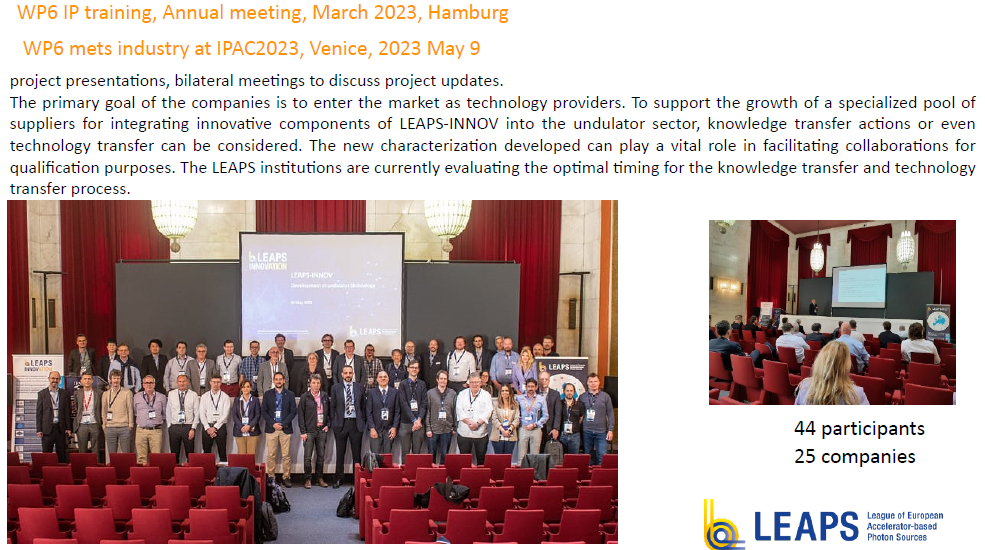 WP6 IP training, Annual meeting, March 2023, Hamburg
WP6 mets industry at IPAC2023, Venice, 2023 May 9
project presentations, bilateral meetings to discuss project updates.
The primary goal of the companies is to enter the market as technology providers. To support the growth of a specialized pool of
suppliers for integrating innovative components of LEAPS-INNOV into the undulator sector, knowledge transfer actions or even
technology transfer can be considered. The new characterization developed can play a vital role in facilitating collaborations for
qualification purposes. The LEAPS institutions are currently evaluating the optimal timing for the knowledge transfer and technology
transfer process.
LEAPS
INNOVATION
LEAPS-INNOV
LEAPS
LEAPS
INNOVATION
LEAPS
44 participants
25 companies
LEAPS
League of European
Accelerator-based
Photon Sources